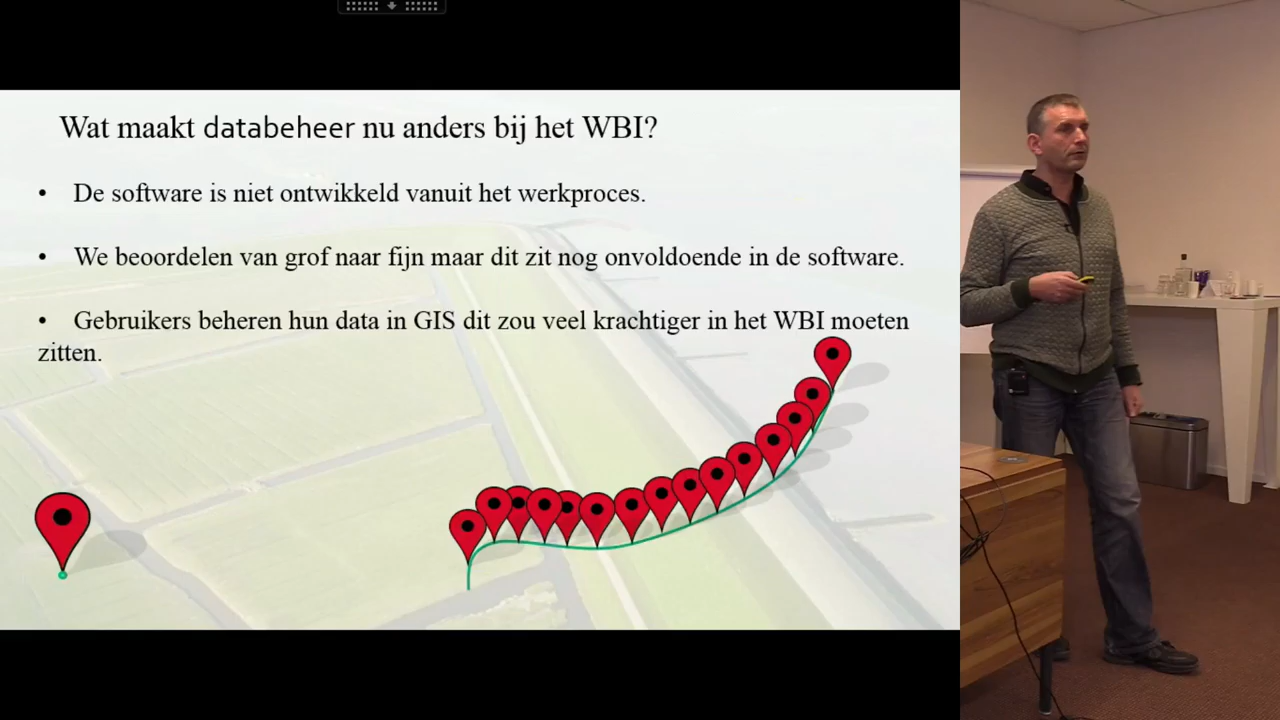 Wat maakt databeheer nu anders bij het WBI?
• De software is niet ontwikkeld vanuit het werkproces.
• We beoordelen van grof naar fijn maar dit zit nog onvoldoende in de software.
• Gebruikers beheren hun data in GIS dit zou veel krachtiger in het WBI moeten
zitten.